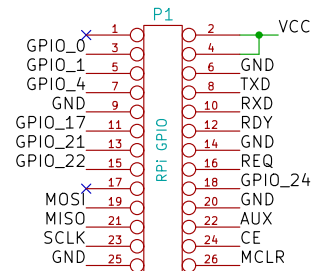 P1
1 2 VCC
GPIO_0 3 4
GPIO_1 5 6 GND
GPIO_4 7 8 TXD
GND 9 10 RXD
GPIO_17 11 12 RDY
GPIO_21 13 14 GND
GPIO_22 15 16 REQ
17 18 GPIO_24
MOSI 19 20 GND
MISO 21 22 AUX
SCLK 23 24 CE
GND 25 26 MCLR
RPi GPIO